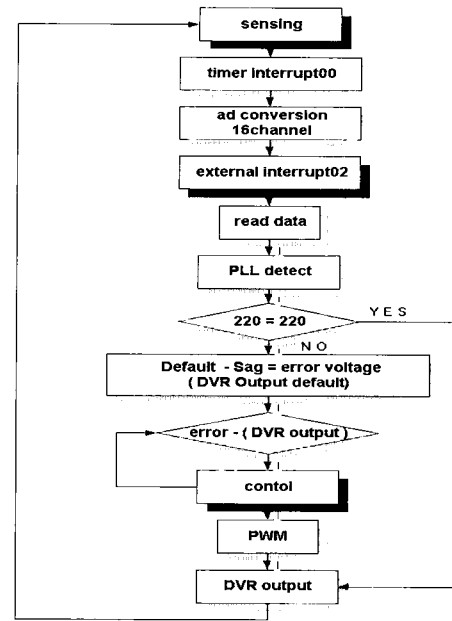 sensing
timer interrupt00
ad conversion
16channel
external interrupt02
read data
PLL detect
220 = 220
YES
NO
Default - Sag = error voltage
( DVR Output default)
error - ( DVR output )
contol
PWM
DVR output